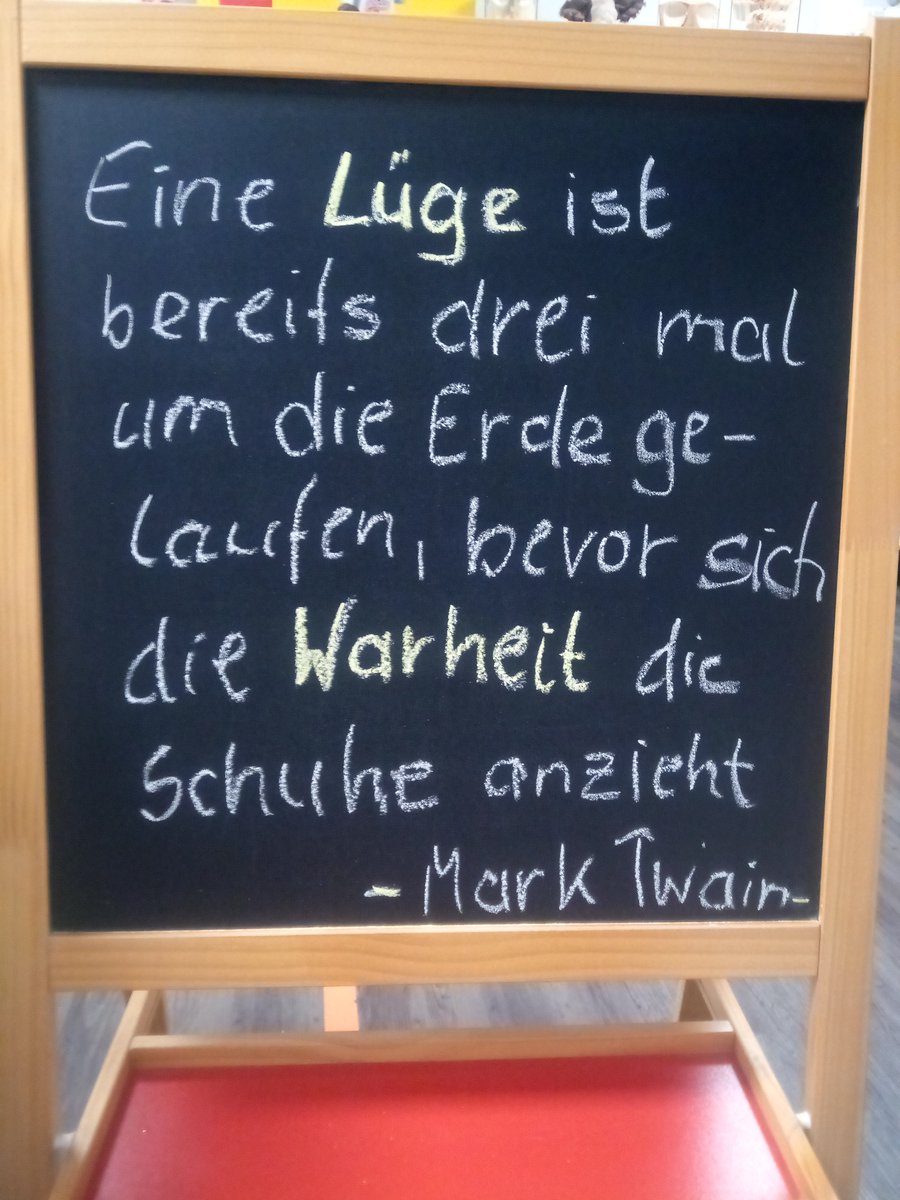 Eine Lüge ist
bereits drei mal
um die Erde ge-
laufen, bevor sich
die Warheit die
Schuhe anzieht
- Mark Twain-